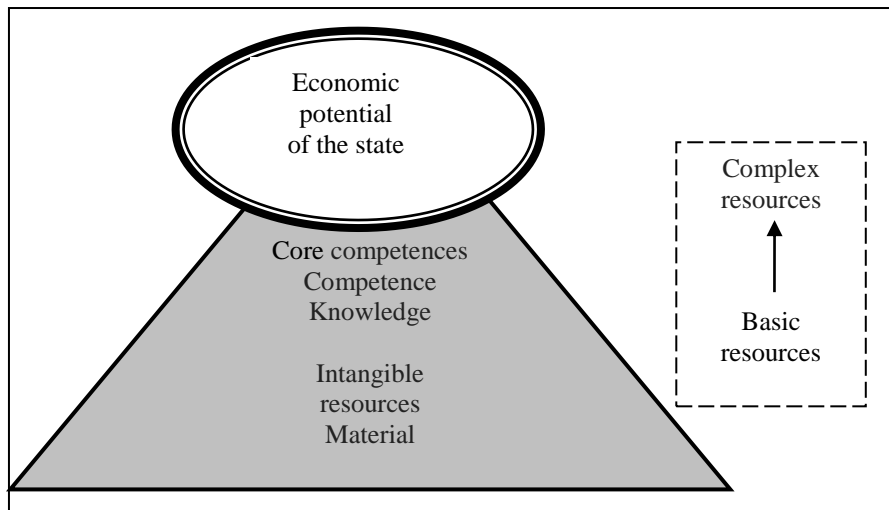 Economic
potential
of the state
Core competences
Competence
Knowledge
Intangible
resources
Material
Complex
resources
Basic
resources